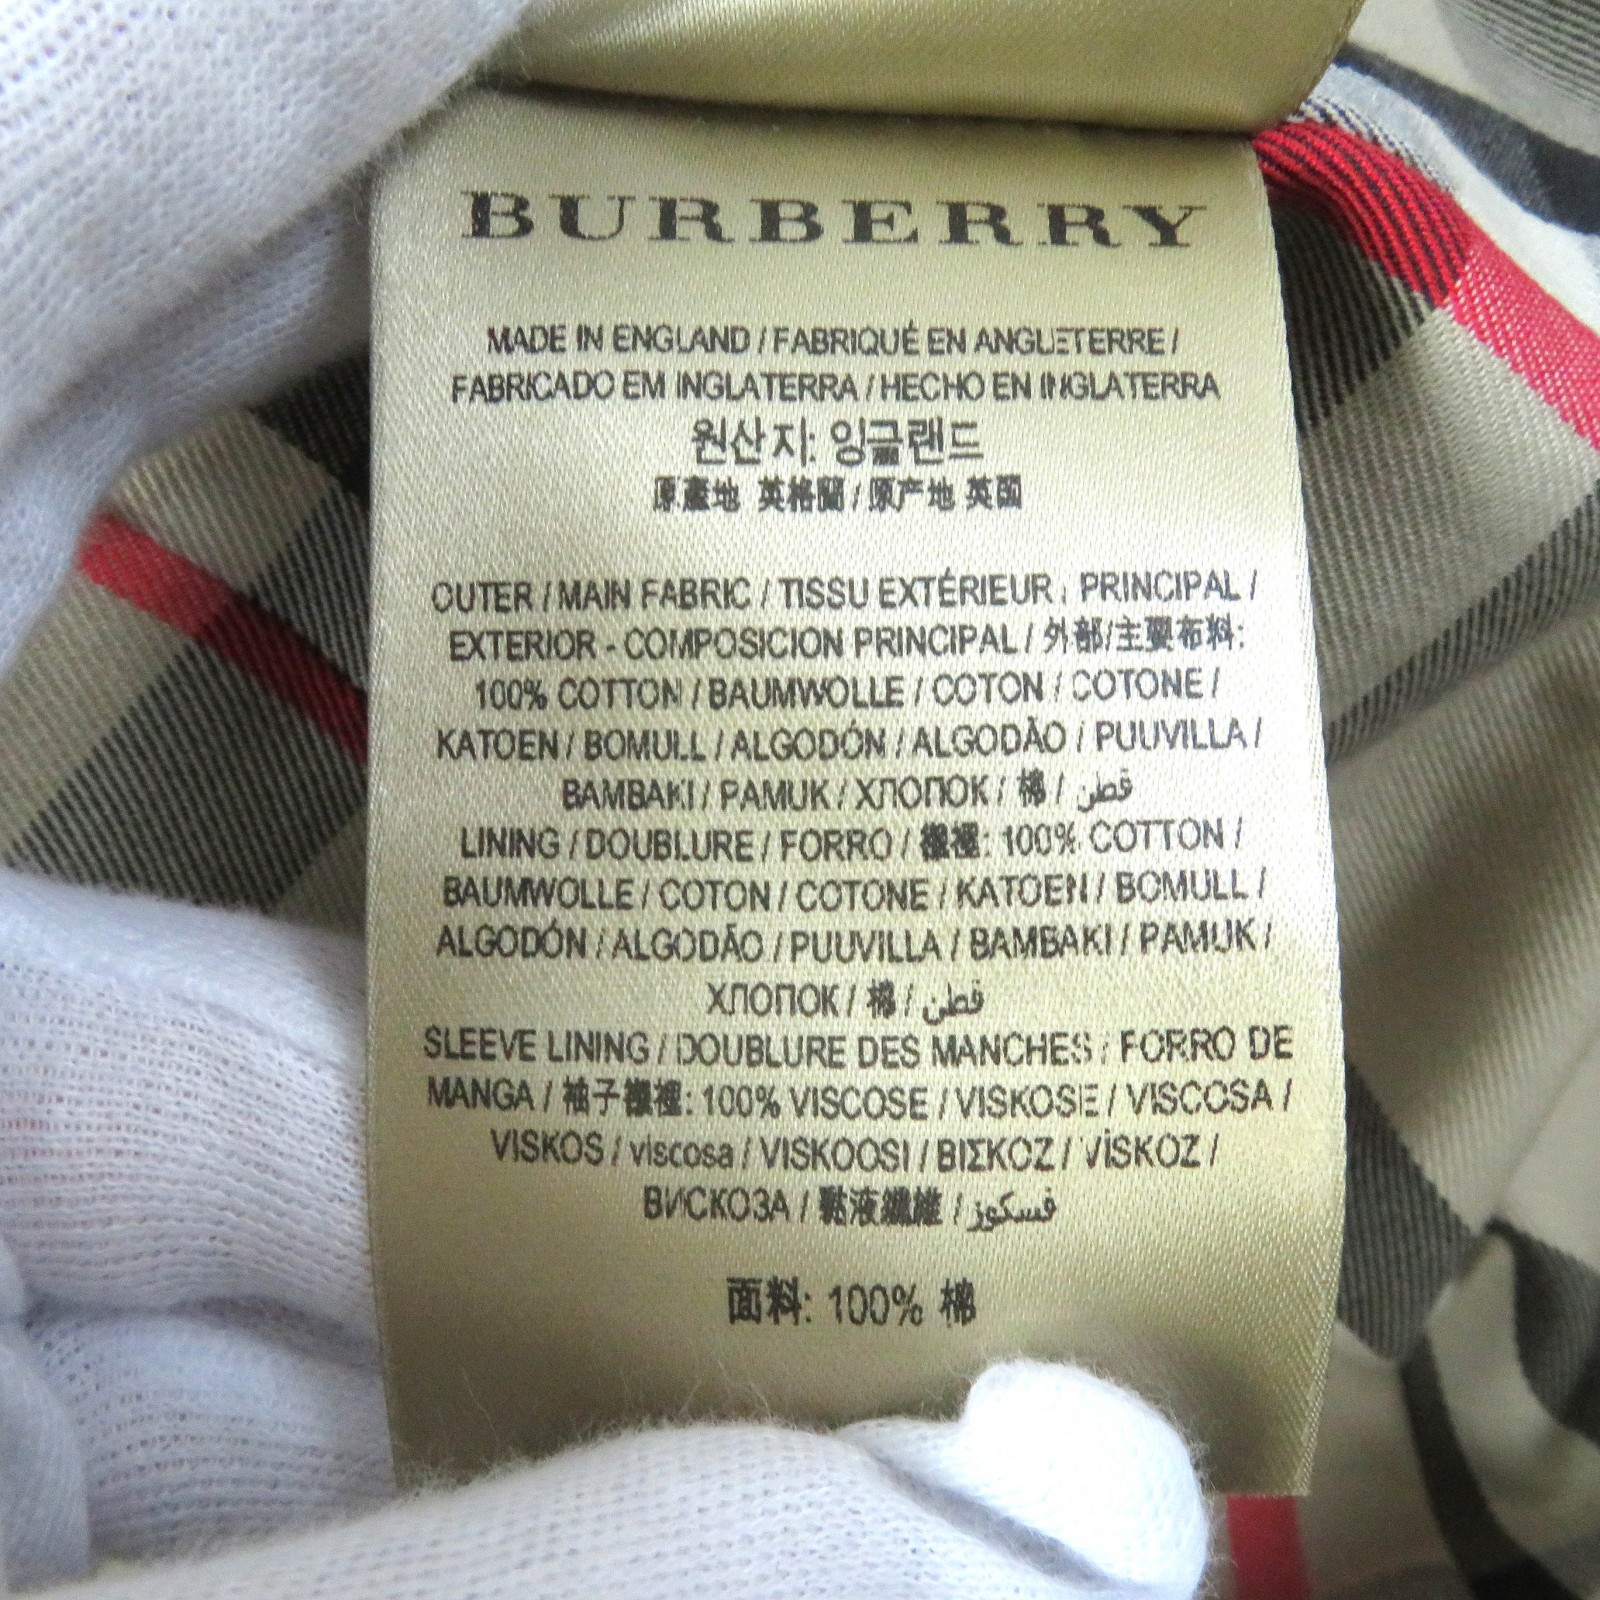 BURBERRY
MADE IN ENGLAND / FABRIQUÉ EN ANGLETERRE /
FABRICADO EM INGLATERRA / HECHO EN INGLATERRA
원산지: 잉글랜드
原產地 英格蘭 / 原产地 英国
OUTER / MAIN FABRIC / TISSU EXTÉRIEUR / PRINCIPAL /
EXTERIOR - COMPOSICION PRINCIPAL / 外部/主要布料:
100% COTTON / BAUMWOLLE / COTON / COTONE /
KATOEN / BOMULL / ALGODÓN / ALGODÃO / PUUVILLA /
BAMBAKI / PAMUK / ХЛОПОК / 棉 / قطن
LINING / DOUBLURE / FORRO / 襯裡: 100% COTTON /
BAUMWOLLE / COTON / COTONE / KATOEN / BOMULL /
ALGODÓN / ALGODÃO / PUUVILLA / BAMBAKI / PAMUK /
ХЛОПОК / 棉 / قطن
SLEEVE LINING / DOUBLURE DES MANCHES / FORRO DE
MANGA / 袖子襯裡: 100% VISCOSE / VISKOSE / VISCOSA /
VISKOS / viscosa / VISKOOSI / ΒΙΣΚΟΖ / VİSKOZ /
ВИСКОЗА / 黏液纖維 / فسكوز
面料: 100% 棉